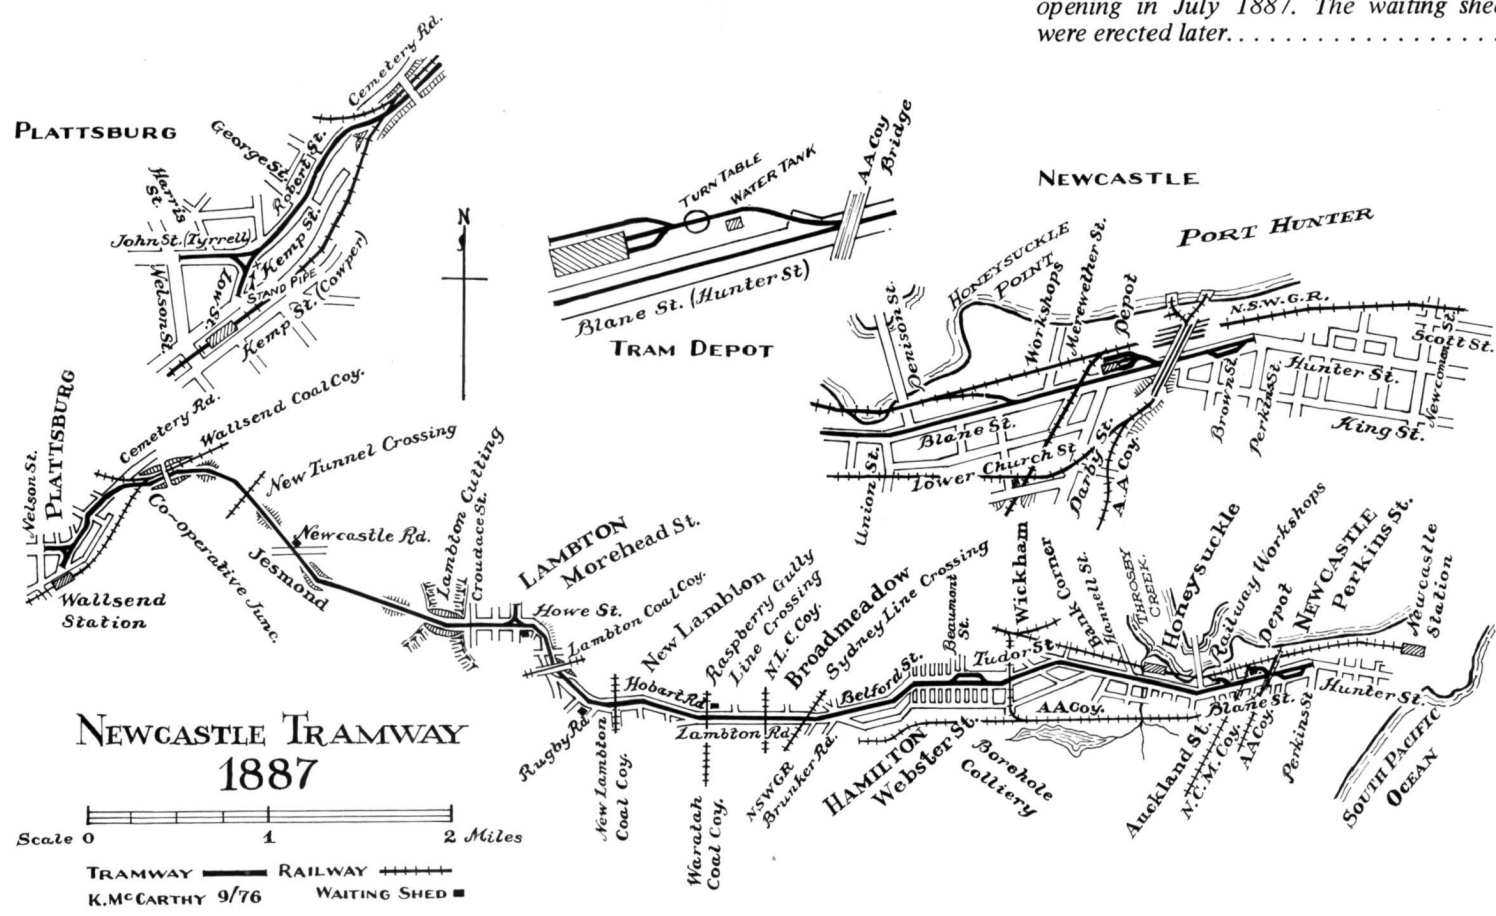 opening in July 1887. The waiting shed
were erected later. . . . . . . . . . . . . . . . . .
PLATTSBURG
Cemetery Rd.
George St.
Robert St.
Harris
St.
John St. (Tyrrell)
Kemp St.
Low St.
STAND PIPE
Nelson St.
Kemp St. (Cowper)
N
TURN TABLE
WATER TANK
A.A Coy
Bridge
Blane St. (Hunter St)
TRAM DEPOT
NEWCASTLE
PORT HUNTER
HONEYSUCKLE
POINT
Denison St.
Workshops
Merewether St.
Depot
N.S.W.G.R.
Scott St.
Hunter St.
Newcomen St.
King St.
Brown St.
Perkins St.
Blane St.
Lower Church St
Union St.
Darby St.
A.A Coy.
PLATTSBURG
Nelson St.
Cemetery Rd.
Wallsend Coal Coy.
New Tunnel Crossing
Co-operative Junc.
Wallsend
Station
Newcastle Rd.
Jesmond
Lambton Cutting
Croudace St.
LAMBTON
Morehead St.
Howe St.
Lambton Coal Coy.
New Lambton
Raspberry Gully
Line Crossing
N.L.C. Coy.
Broadmeadow
Sydney Line Crossing
Hobart Rd
Rugby Rd.
New Lambton
Coal Coy.
Lambton Rd
Waratah
Coal Coy.
NSWGR
Brunker Rd.
Belford St.
Beaumont
St.
HAMILTON
Webster St.
Tudor St
Wickham
Bank Corner
Hannell St.
THROSBY
CREEK.
Honeysuckle
Railway Workshops
Depot
NEWCASTLE
Perkins St.
Newcastle
Station
AA Coy.
Borehole
Colliery
Auckland St.
N.C.M. Coy.
AA Coy.
Blane St.
Perkins St
Hunter St.
SOUTH PACIFIC
OCEAN
NEWCASTLE TRAMWAY
1887
Scale 0 1 2 Miles
TRAMWAY RAILWAY
K. McCARTHY 9/76 WAITING SHED